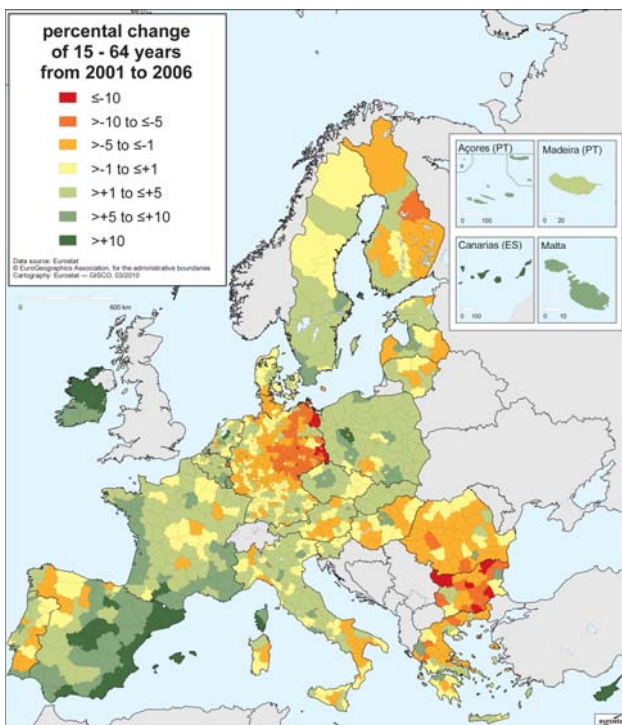 percental change
of 15 - 64 years
from 2001 to 2006
≤-10
>-10 to ≤-5
>-5 to ≤-1
>-1 to ≤+1
>+1 to ≤+5
>+5 to ≤+10
>+10
Data source: Eurostat
© EuroGeographics Association, for the administrative boundaries
Cartography: Eurostat — GISCO, 03/2010
0 600 km
Açores (PT)
0 100
Madeira (PT)
0 20
Canarias (ES)
0 100
Malta
0 10
eurostat